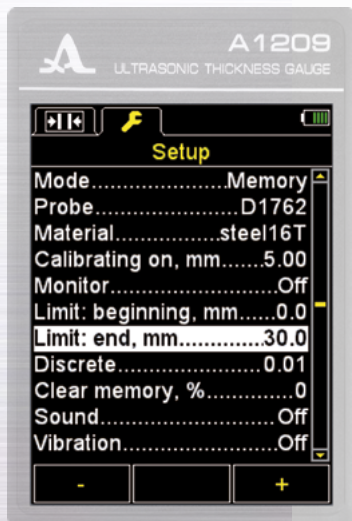 A1209
ULTRASONIC THICKNESS GAUGE
Setup
Mode....................Memory
Probe......................D1762
Material...............steel16T
Calibrating on, mm.......5.00
Monitor.......................Off
Limit: beginning, mm......0.0
Limit: end, mm.............30.0
Discrete.....................0.01
Clear memory, %.............0
Sound........................Off
Vibration.....................Off
- +